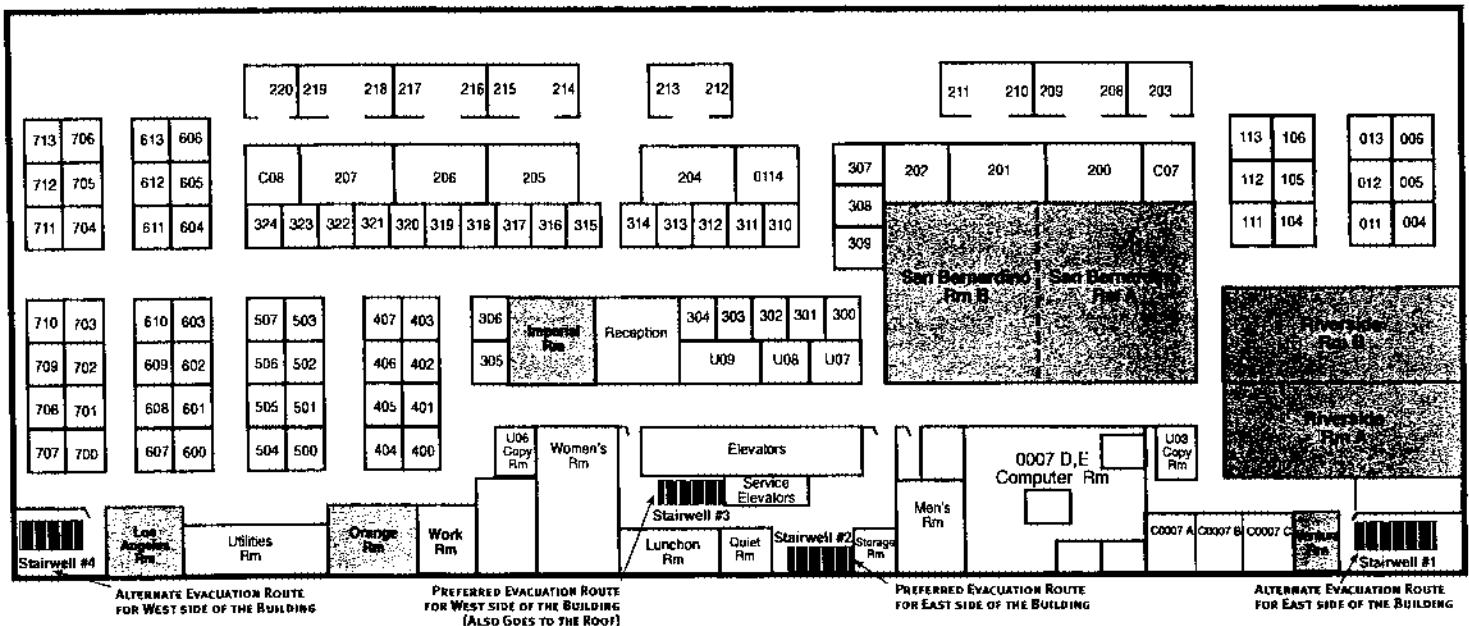 220 219 218 217 216 215 214
213 212
211 210 209 208 203
713 706
712 705
711 704
613 606
612 605
611 604
C08 207 206 205
324 323 322 321 320 319 318 317 316 315
204 0114
314 313 312 311 310
307
308
309
202 201 200 C07
San Bernardino
Rm B
San Bernardino
Rm A
113 106
112 105
111 104
013 006
012 005
011 004
710 703
709 702
708 701
707 700
610 603
609 602
608 601
607 600
507 503
506 502
505 501
504 500
407 403
406 402
405 401
404 400
306
305
Imperial
Rm
Reception
304 303 302 301 300
U09 U08 U07
Riverside
Rm B
Riverside
Rm A
U06
Copy
Rm
Women's
Rm
Elevators
Service
Elevators
Stairwell #3
0007 D,E
Computer Rm
U03
Copy
Rm
Men's
Rm
Stairwell #4
Los
Angeles
Rm
Utilities
Rm
Orange
Rm
Work
Rm
Lunchon
Rm
Quiet
Rm
Stairwell #2
Storage
Rm
C0007 A C0007 B C0007 C
Ventura
Rm
Stairwell #1
ALTERNATE EVACUATION ROUTE
FOR WEST SIDE OF THE BUILDING
PREFERRED EVACUATION ROUTE
FOR WEST SIDE OF THE BUILDING
(ALSO GOES TO THE ROOF)
PREFERRED EVACUATION ROUTE
FOR EAST SIDE OF THE BUILDING
ALTERNATE EVACUATION ROUTE
FOR EAST SIDE OF THE BUILDING